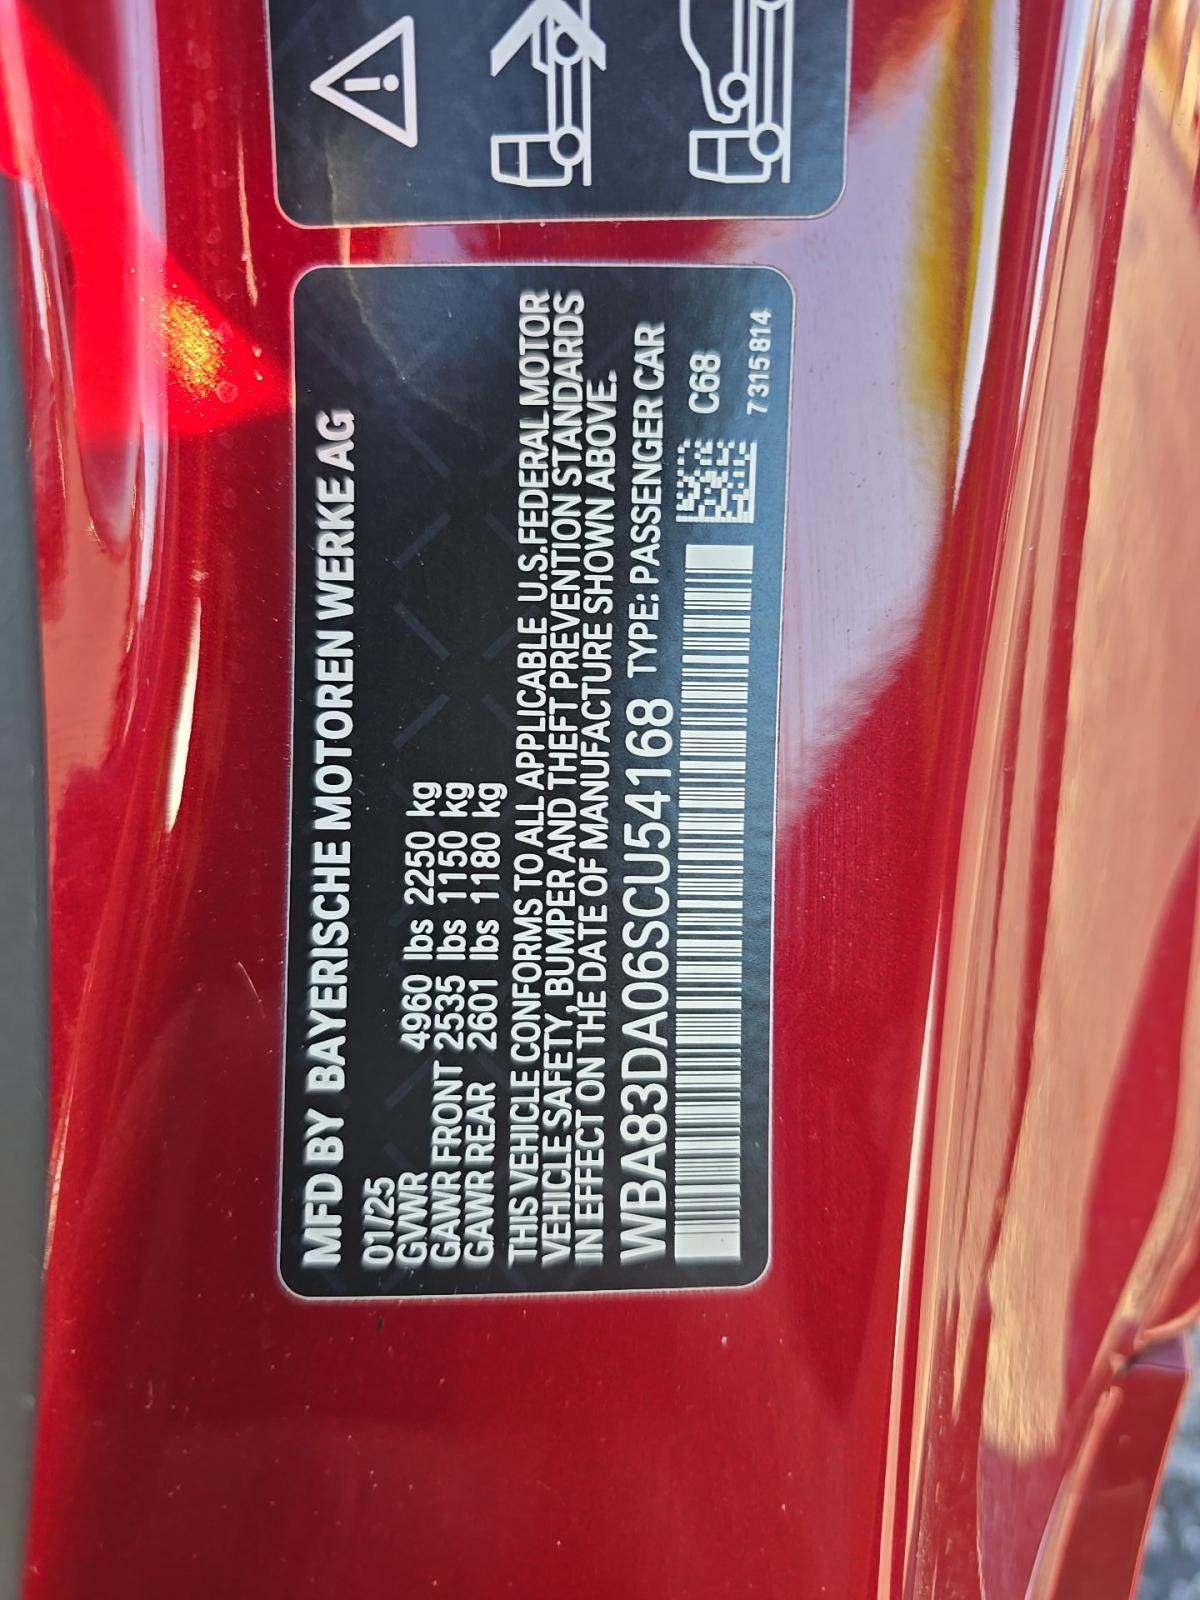 MFD BY BAYERISCHE MOTOREN WERKE AG
01/25
GVWR 4960 lbs 2250 kg
GAWR FRONT 2535 lbs 1150 kg
GAWR REAR 2601 lbs 1180 kg
THIS VEHICLE CONFORMS TO ALL APPLICABLE U.S.FEDERAL MOTOR
VEHICLE SAFETY, BUMPER AND THEFT PREVENTION STANDARDS
IN EFFECT ON THE DATE OF MANUFACTURE SHOWN ABOVE.
WBA83DA06SCU54168 TYPE: PASSENGER CAR
C68
7315814